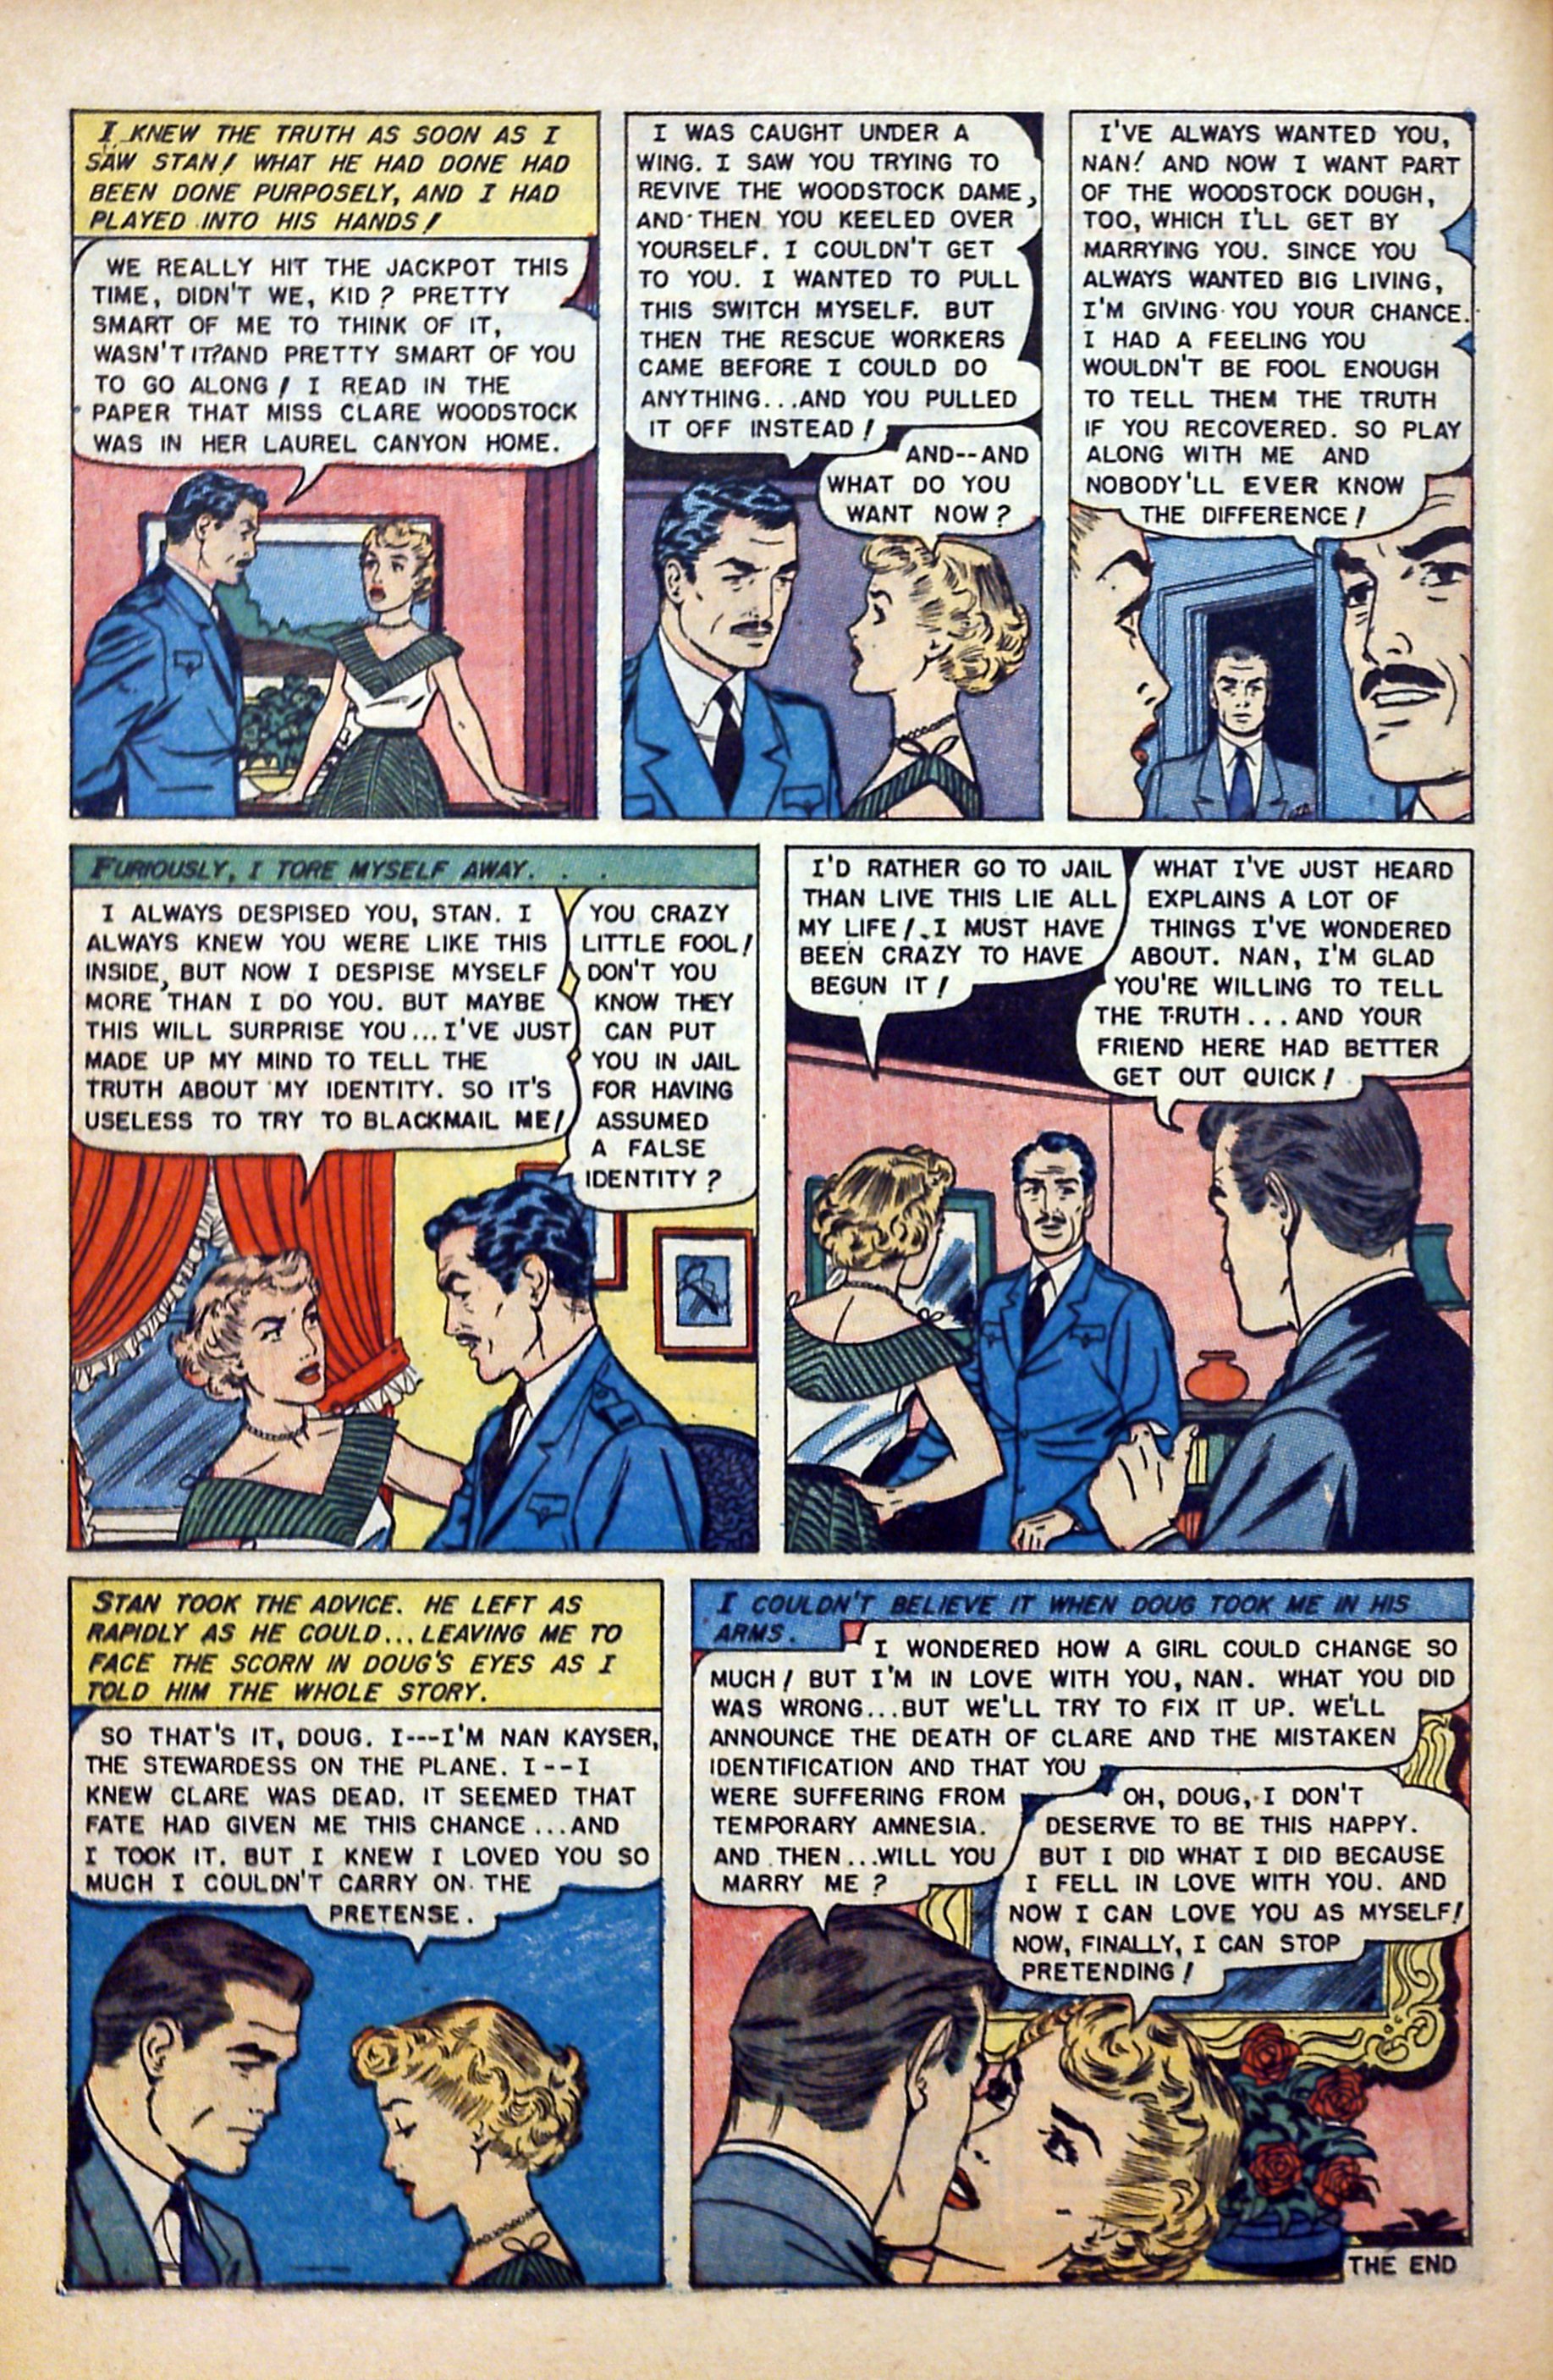 I KNEW THE TRUTH AS SOON AS I
SAW STAN! WHAT HE HAD DONE HAD
BEEN DONE PURPOSELY, AND I HAD
PLAYED INTO HIS HANDS!
WE REALLY HIT THE JACKPOT THIS
TIME, DIDN'T WE, KID? PRETTY
SMART OF ME TO THINK OF IT,
WASN'T IT? AND PRETTY SMART OF YOU
TO GO ALONG! I READ IN THE
PAPER THAT MISS CLARE WOODSTOCK
WAS IN HER LAUREL CANYON HOME.
I WAS CAUGHT UNDER A
WING. I SAW YOU TRYING TO
REVIVE THE WOODSTOCK DAME,
AND THEN YOU KEELED OVER
YOURSELF. I COULDN'T GET
TO YOU. I WANTED TO PULL
THIS SWITCH MYSELF. BUT
THEN THE RESCUE WORKERS
CAME BEFORE I COULD DO
ANYTHING...AND YOU PULLED
IT OFF INSTEAD!
AND--AND
WHAT DO YOU
WANT NOW?
I'VE ALWAYS WANTED YOU,
NAN! AND NOW I WANT PART
OF THE WOODSTOCK DOUGH,
TOO, WHICH I'LL GET BY
MARRYING YOU. SINCE YOU
ALWAYS WANTED BIG LIVING,
I'M GIVING YOU YOUR CHANCE.
I HAD A FEELING YOU
WOULDN'T BE FOOL ENOUGH
TO TELL THEM THE TRUTH
IF YOU RECOVERED. SO PLAY
ALONG WITH ME AND
NOBODY'LL EVER KNOW
THE DIFFERENCE!
FURIOUSLY, I TORE MYSELF AWAY. . .
I ALWAYS DESPISED YOU, STAN. I
ALWAYS KNEW YOU WERE LIKE THIS
INSIDE, BUT NOW I DESPISE MYSELF
MORE THAN I DO YOU. BUT MAYBE
THIS WILL SURPRISE YOU...I'VE JUST
MADE UP MY MIND TO TELL THE
TRUTH ABOUT MY IDENTITY. SO IT'S
USELESS TO TRY TO BLACKMAIL ME!
YOU CRAZY
LITTLE FOOL!
DON'T YOU
KNOW THEY
CAN PUT
YOU IN JAIL
FOR HAVING
ASSUMED
A FALSE
IDENTITY?
I'D RATHER GO TO JAIL
THAN LIVE THIS LIE ALL
MY LIFE! I MUST HAVE
BEEN CRAZY TO HAVE
BEGUN IT!
WHAT I'VE JUST HEARD
EXPLAINS A LOT OF
THINGS I'VE WONDERED
ABOUT. NAN, I'M GLAD
YOU'RE WILLING TO TELL
THE TRUTH...AND YOUR
FRIEND HERE HAD BETTER
GET OUT QUICK!
STAN TOOK THE ADVICE. HE LEFT AS
RAPIDLY AS HE COULD...LEAVING ME TO
FACE THE SCORN IN DOUG'S EYES AS I
TOLD HIM THE WHOLE STORY.
SO THAT'S IT, DOUG. I---I'M NAN KAYSER,
THE STEWARDESS ON THE PLANE. I--I
KNEW CLARE WAS DEAD. IT SEEMED THAT
FATE HAD GIVEN ME THIS CHANCE...AND
I TOOK IT. BUT I KNEW I LOVED YOU SO
MUCH I COULDN'T CARRY ON THE
PRETENSE.
I COULDN'T BELIEVE IT WHEN DOUG TOOK ME IN HIS
ARMS.
I WONDERED HOW A GIRL COULD CHANGE SO
MUCH! BUT I'M IN LOVE WITH YOU, NAN. WHAT YOU DID
WAS WRONG...BUT WE'LL TRY TO FIX IT UP. WE'LL
ANNOUNCE THE DEATH OF CLARE AND THE MISTAKEN
IDENTIFICATION AND THAT YOU
WERE SUFFERING FROM
TEMPORARY AMNESIA.
AND THEN...WILL YOU
MARRY ME?
OH, DOUG, I DON'T
DESERVE TO BE THIS HAPPY.
BUT I DID WHAT I DID BECAUSE
I FELL IN LOVE WITH YOU. AND
NOW I CAN LOVE YOU AS MYSELF!
NOW, FINALLY, I CAN STOP
PRETENDING!
THE END